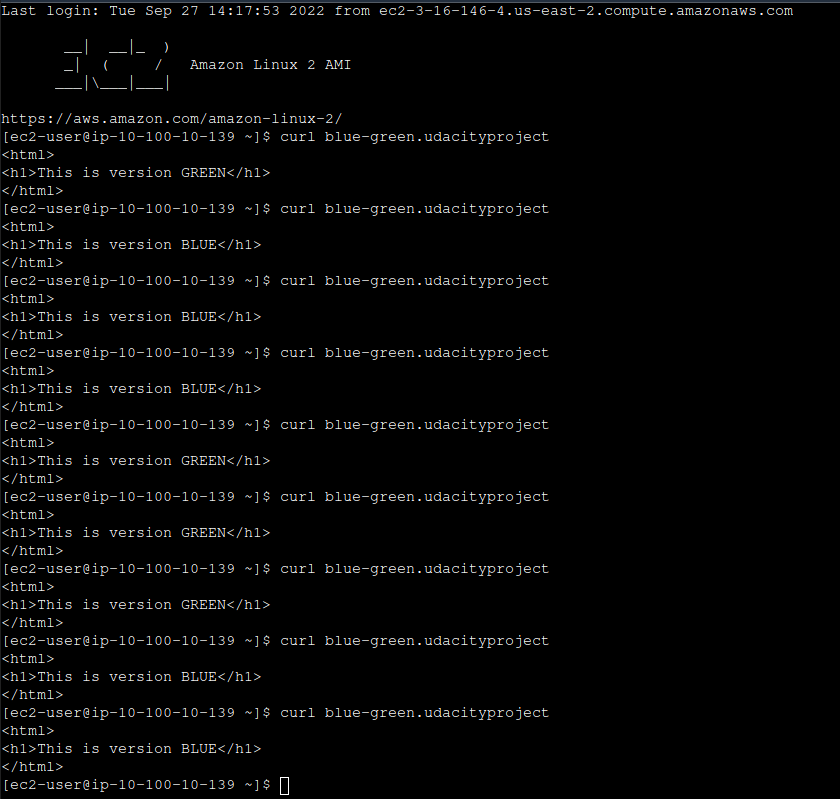 Last login: Tue Sep 27 14:17:53 2022 from ec2-3-16-146-4.us-east-2.compute.amazonaws.com
       __|  __|_  )
       _|  (     /   Amazon Linux 2 AMI
      ___|\___|___|
https://aws.amazon.com/amazon-linux-2/
[ec2-user@ip-10-100-10-139 ~]$ curl blue-green.udacityproject
<html>
<h1>This is version GREEN</h1>
</html>
[ec2-user@ip-10-100-10-139 ~]$ curl blue-green.udacityproject
<html>
<h1>This is version BLUE</h1>
</html>
[ec2-user@ip-10-100-10-139 ~]$ curl blue-green.udacityproject
<html>
<h1>This is version BLUE</h1>
</html>
[ec2-user@ip-10-100-10-139 ~]$ curl blue-green.udacityproject
<html>
<h1>This is version BLUE</h1>
</html>
[ec2-user@ip-10-100-10-139 ~]$ curl blue-green.udacityproject
<html>
<h1>This is version GREEN</h1>
</html>
[ec2-user@ip-10-100-10-139 ~]$ curl blue-green.udacityproject
<html>
<h1>This is version GREEN</h1>
</html>
[ec2-user@ip-10-100-10-139 ~]$ curl blue-green.udacityproject
<html>
<h1>This is version GREEN</h1>
</html>
[ec2-user@ip-10-100-10-139 ~]$ curl blue-green.udacityproject
<html>
<h1>This is version BLUE</h1>
</html>
[ec2-user@ip-10-100-10-139 ~]$ curl blue-green.udacityproject
<html>
<h1>This is version BLUE</h1>
</html>
[ec2-user@ip-10-100-10-139 ~]$